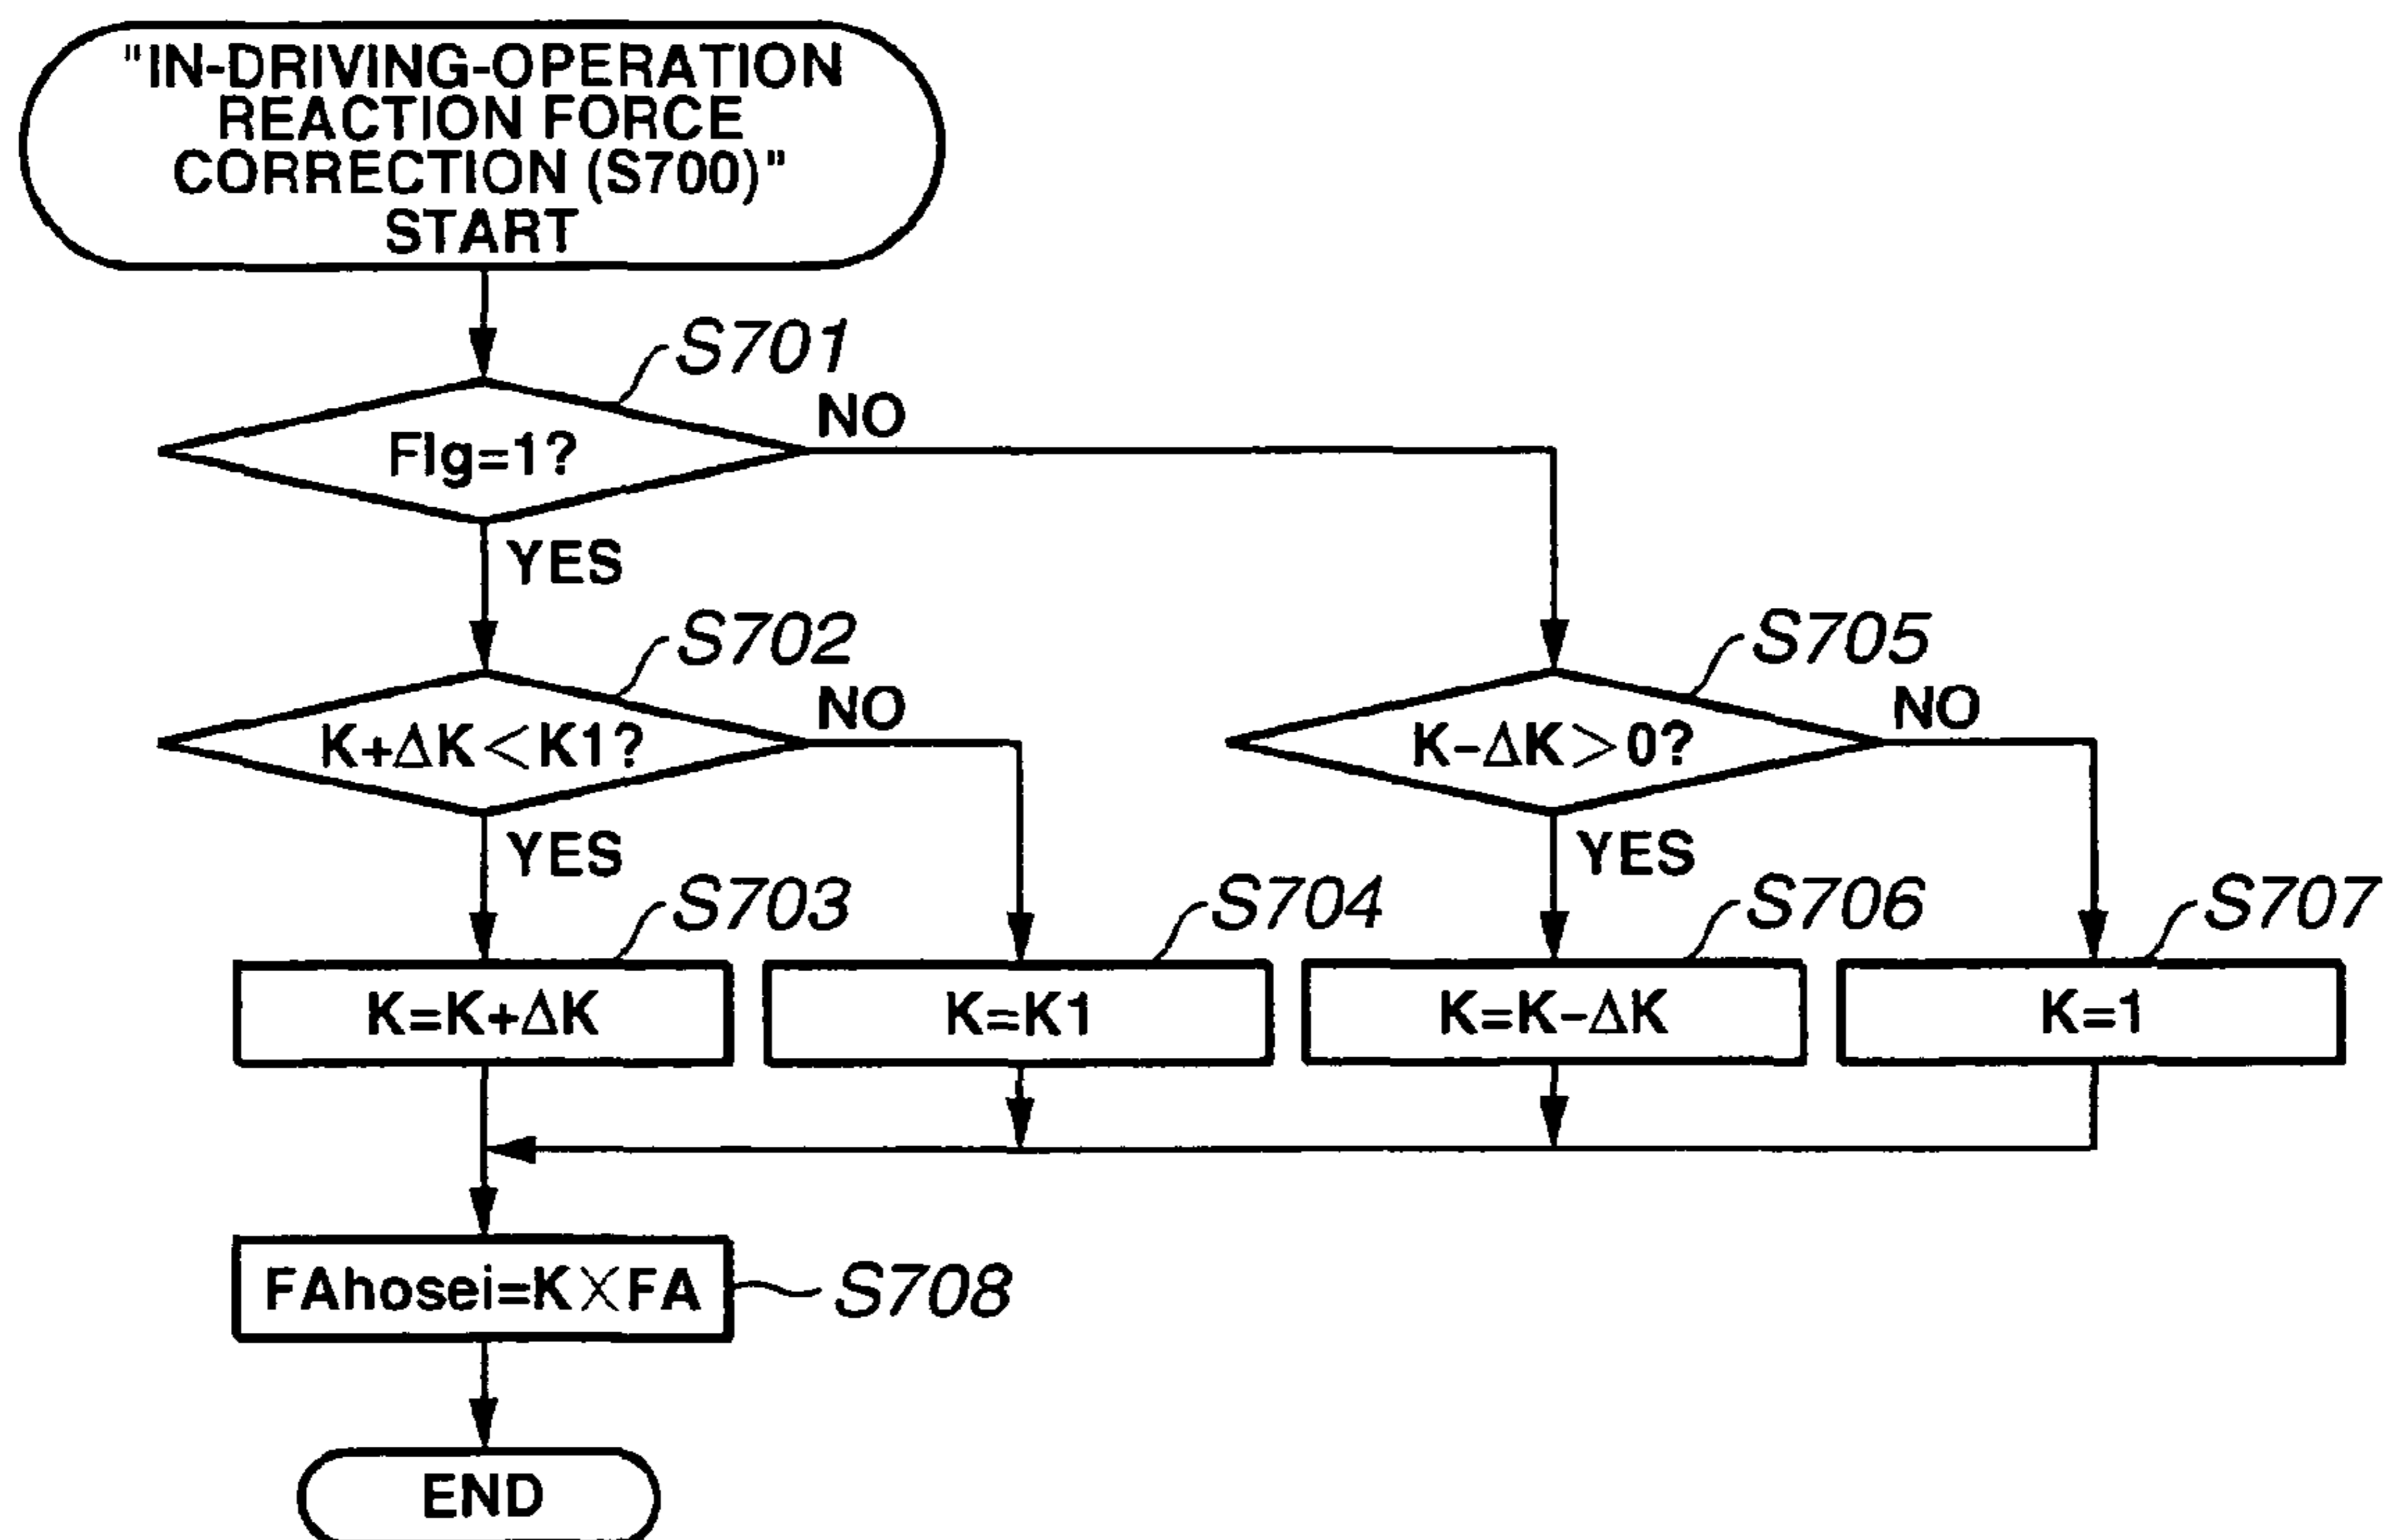 "IN-DRIVING-OPERATION
REACTION FORCE
CORRECTION (S700)"
START
S701
Flg=1?
NO
YES
S702
K+ΔK<K1?
NO
YES
S705
K-ΔK>0?
NO
YES
S703
K=K+ΔK
S704
K=K1
S706
K=K-ΔK
S707
K=1
FAhosei=K×FA
S708
END